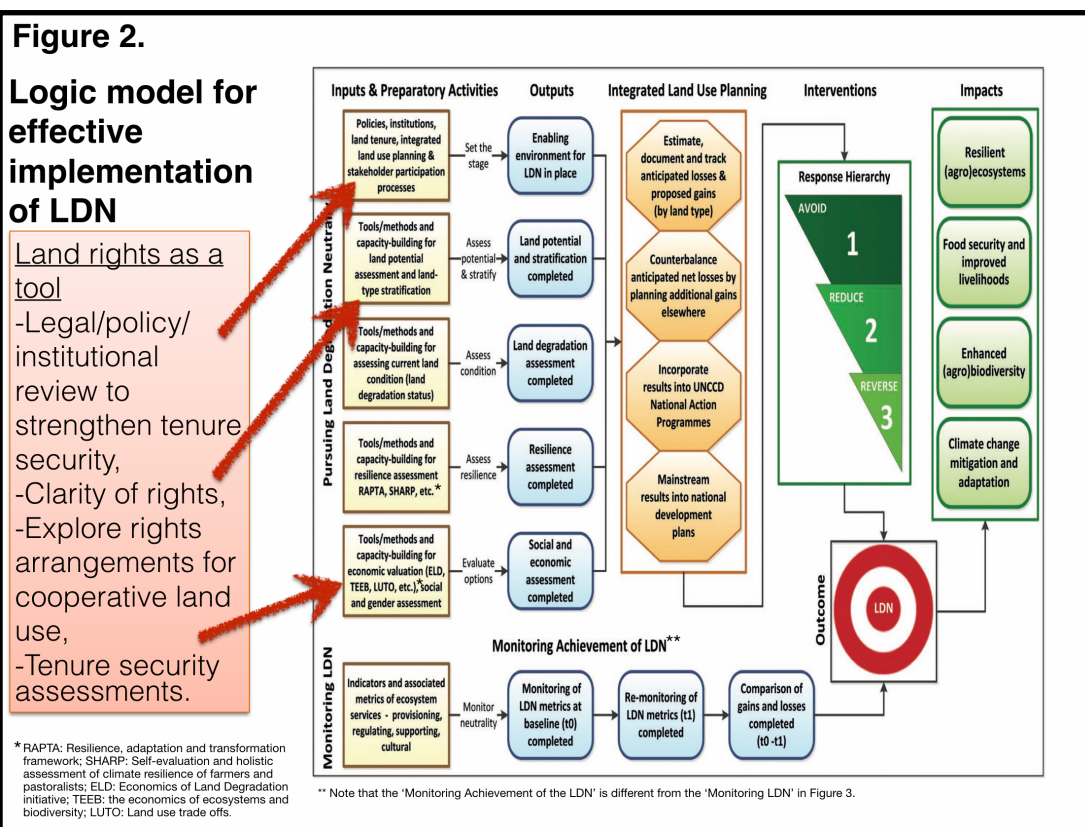 Figure 2.
Logic model for
effective
implementation
of LDN
Land rights as a
tool
-Legal/policy/
institutional
review to
strengthen tenure
security,
-Clarity of rights,
-Explore rights
arrangements for
cooperative land
use,
-Tenure security
assessments.
* RAPTA: Resilience, adaptation and transformation
framework; SHARP: Self-evaluation and holistic
assessment of climate resilience of farmers and
pastoralists; ELD: Economics of Land Degradation
initiative; TEEB: the economics of ecosystems and
biodiversity; LUTO: Land use trade offs.
Inputs & Preparatory Activities
Outputs
Integrated Land Use Planning
Interventions
Impacts
Pursuing Land Degradation Neutrality
Policies, institutions,
land tenure, integrated
land use planning &
stakeholder participation
processes
Set the
stage
Enabling
environment for
LDN in place
Tools/methods and
capacity-building for
land potential
assessment and land-
type stratification
Assess
potential
& stratify
Land potential
and stratification
completed
Tools/methods and
capacity-building for
assessing current land
condition (land
degradation status)
Assess
condition
Land degradation
assessment
completed
Tools/methods and
capacity-building for
resilience assessment
RAPTA, SHARP, etc.*
Assess
resilience
Resilience
assessment
completed
Tools/methods and
capacity-building for
economic valuation (ELD,
TEEB, LUTO, etc.),*social
and gender assessment
Evaluate
options
Social and
economic
assessment
completed
Estimate,
document and track
anticipated losses &
proposed gains
(by land type)
Counterbalance
anticipated net losses by
planning additional gains
elsewhere
Incorporate
results into UNCCD
National Action
Programmes
Mainstream
results into national
development
plans
Response Hierarchy
AVOID
1
REDUCE
2
REVERSE
3
Resilient
(agro)ecosystems
Food security and
improved
livelihoods
Enhanced
(agro)biodiversity
Climate change
mitigation and
adaptation
Outcome
LDN
Monitoring Achievement of LDN**
Monitoring LDN
Indicators and associated
metrics of ecosystem
services - provisioning,
regulating, supporting,
cultural
Monitor
neutrality
Monitoring of
LDN metrics at
baseline (t0)
completed
Re-monitoring of
LDN metrics (t1)
completed
Comparison of
gains and losses
completed
(t0 -t1)
** Note that the 'Monitoring Achievement of the LDN' is different from the 'Monitoring LDN' in Figure 3.